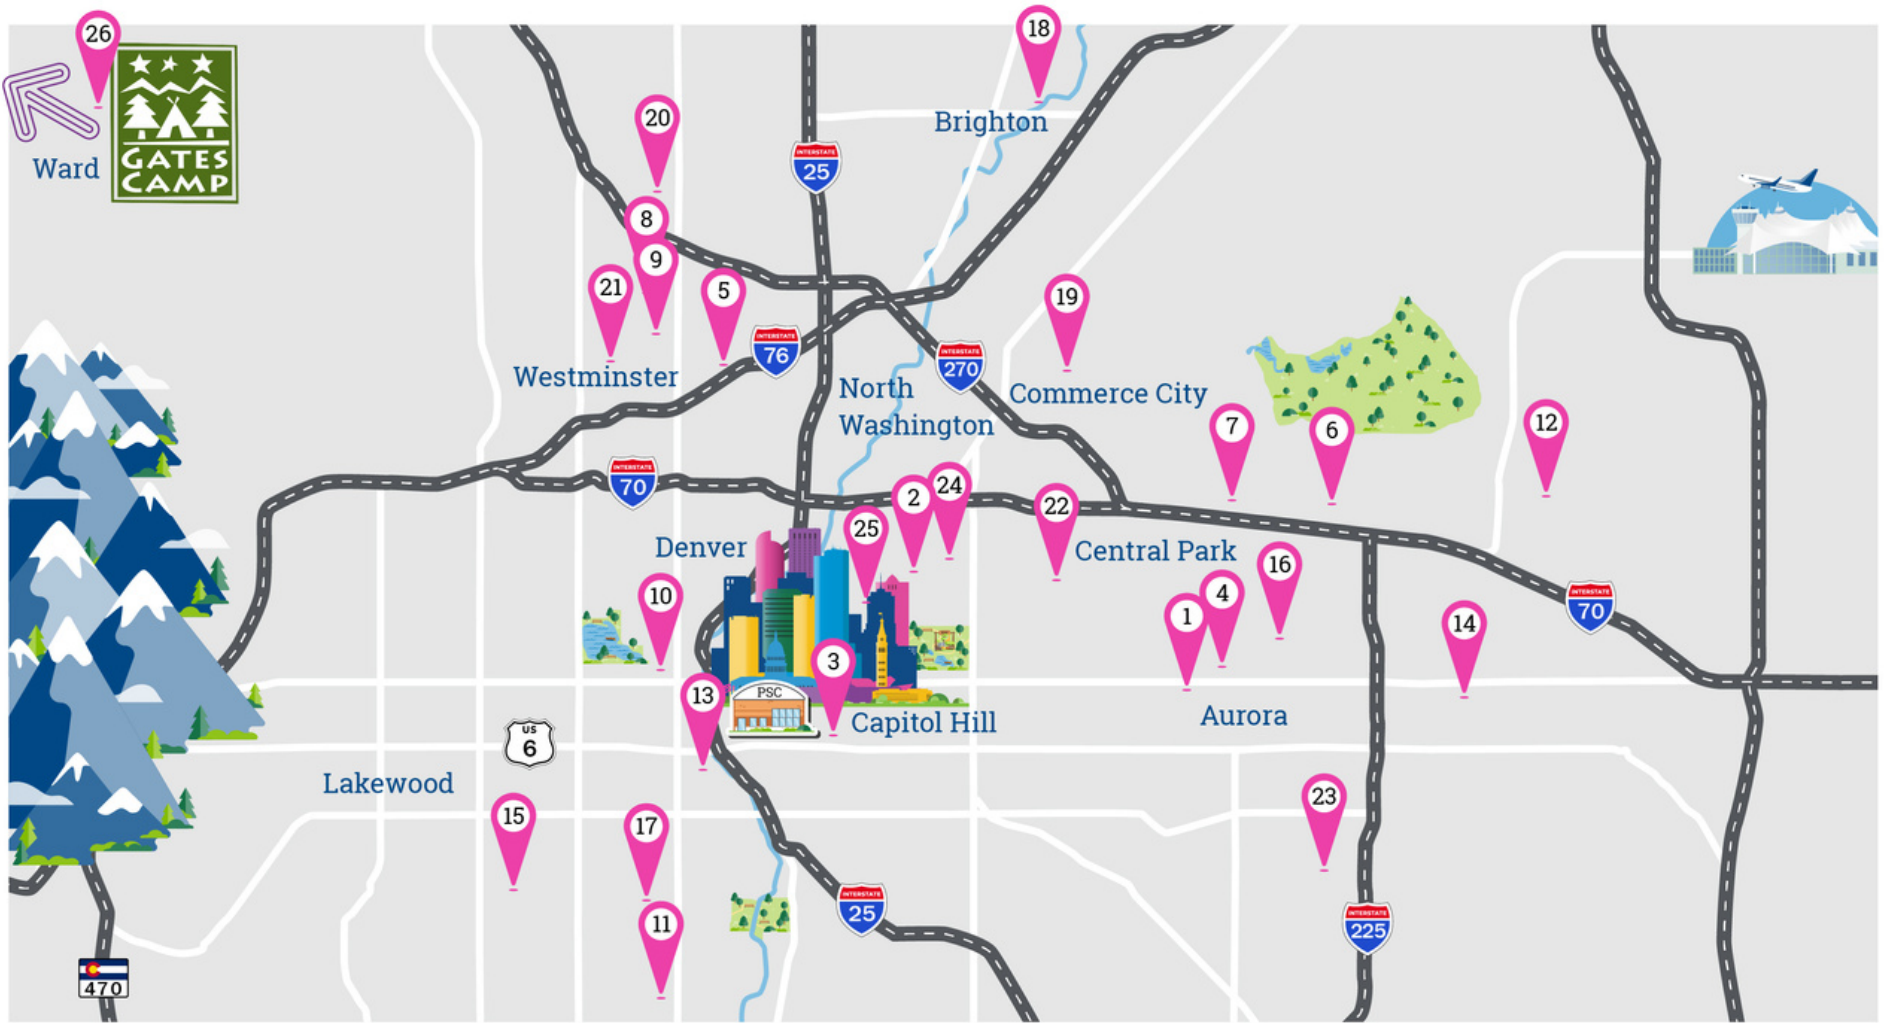 26
18
20
Brighton
INTERSTATE
25
Ward
GATES
CAMP
8
9
21
5
19
INTERSTATE
76
INTERSTATE
270
Westminster
North
Washington
Commerce City
7
6
12
INTERSTATE
70
2
24
22
25
Denver
Central Park
16
10
4
1
14
INTERSTATE
70
3
13
PSC
Capitol Hill
Aurora
US
6
Lakewood
15
17
23
11
INTERSTATE
25
INTERSTATE
225
470